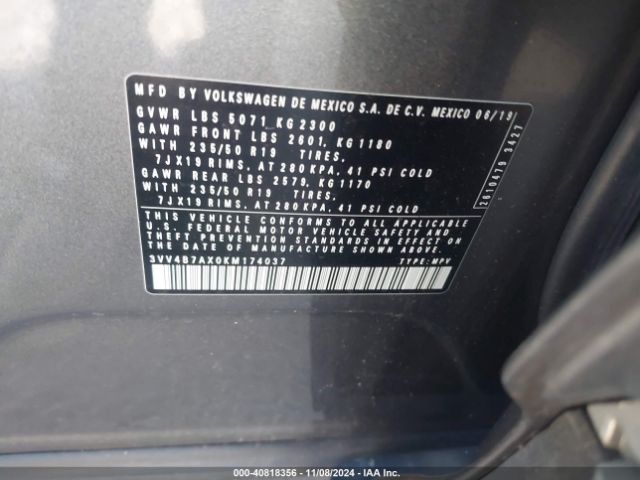 MFD BY VOLKSWAGEN DE MEXICO S.A. DE C.V. MEXICO 06/19
GVWR LBS 5071 KG 2300
GAWR FRONT LBS 2601, KG 1180
WITH 235/50 R19 TIRES,
7JX19 RIMS, AT 280 KPA, 41 PSI COLD
GAWR REAR LBS 2579, KG 1170
WITH 235/50 R19 TIRES,
7JX19 RIMS, AT 280 KPA, 41 PSI COLD
THIS VEHICLE CONFORMS TO ALL APPLICABLE
U.S. FEDERAL MOTOR VEHICLE SAFETY AND
THEFT PREVENTION STANDARDS IN EFFECT ON
THE DATE OF MANUFACTURE SHOWN ABOVE
3VV4B7AX0KM174037 TYPE: MPV
2610479 3427
000-40818356 - 11/08/2024 - IAA Inc.